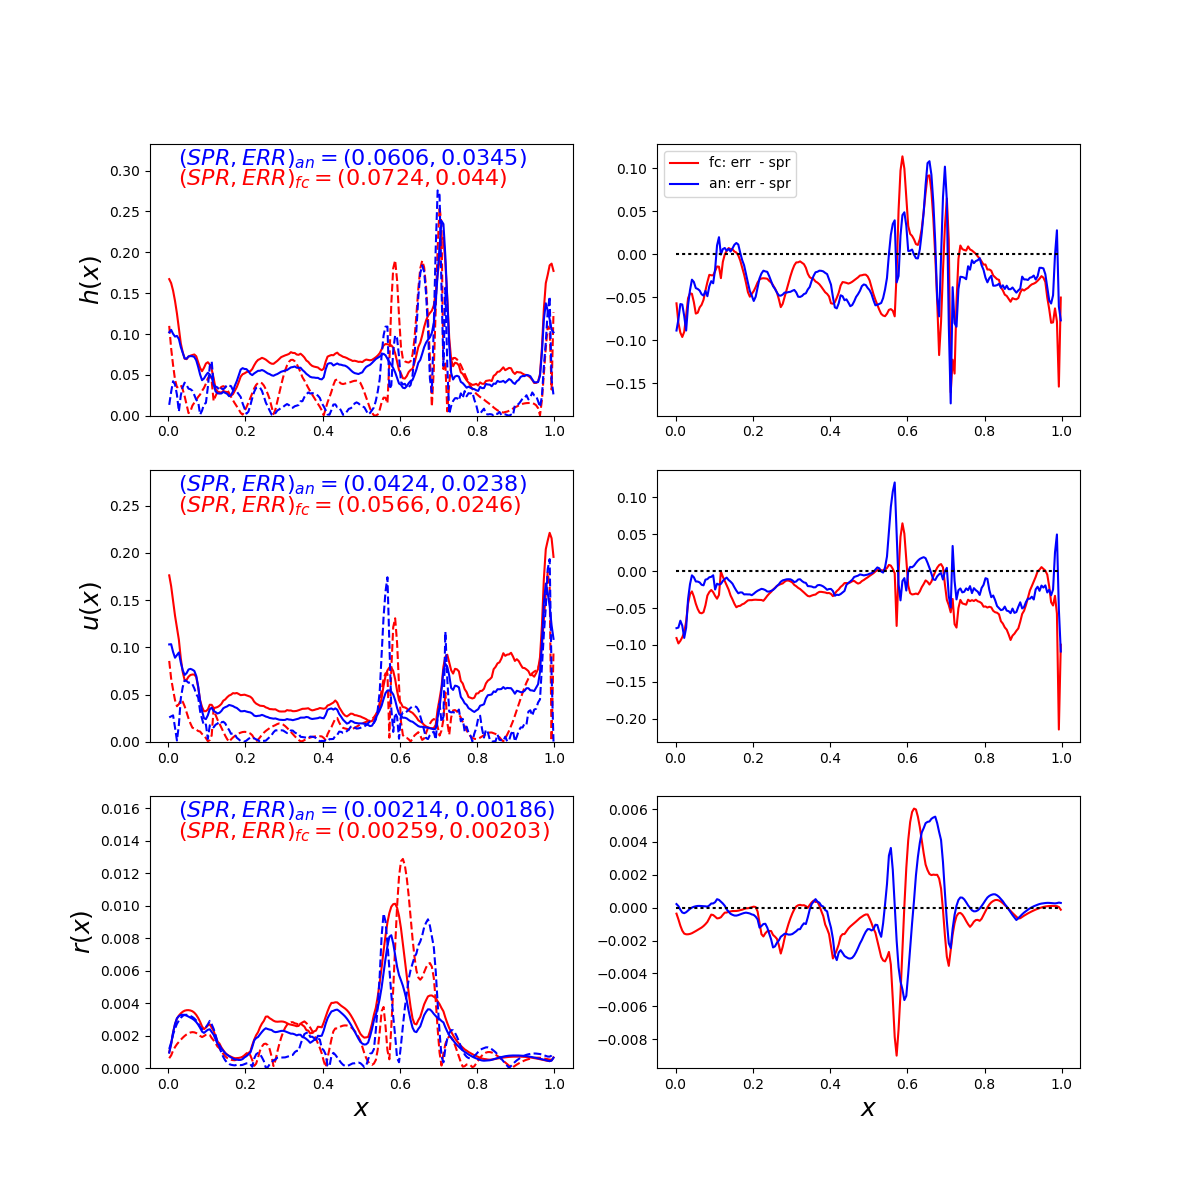 (SPR, ERR)an = (0.0606, 0.0345)
(SPR, ERR)fc = (0.0724, 0.044)
h(x)
0.30
0.25
0.20
0.15
0.10
0.05
0.00
0.0 0.2 0.4 0.6 0.8 1.0
fc: err - spr
an: err - spr
0.10
0.05
0.00
−0.05
−0.10
−0.15
0.0 0.2 0.4 0.6 0.8 1.0
(SPR, ERR)an = (0.0424, 0.0238)
(SPR, ERR)fc = (0.0566, 0.0246)
u(x)
0.25
0.20
0.15
0.10
0.05
0.00
0.0 0.2 0.4 0.6 0.8 1.0
0.10
0.05
0.00
−0.05
−0.10
−0.15
−0.20
0.0 0.2 0.4 0.6 0.8 1.0
(SPR, ERR)an = (0.00214, 0.00186)
(SPR, ERR)fc = (0.00259, 0.00203)
r(x)
0.016
0.014
0.012
0.010
0.008
0.006
0.004
0.002
0.000
0.0 0.2 0.4 0.6 0.8 1.0
x
0.006
0.004
0.002
0.000
−0.002
−0.004
−0.006
−0.008
0.0 0.2 0.4 0.6 0.8 1.0
x